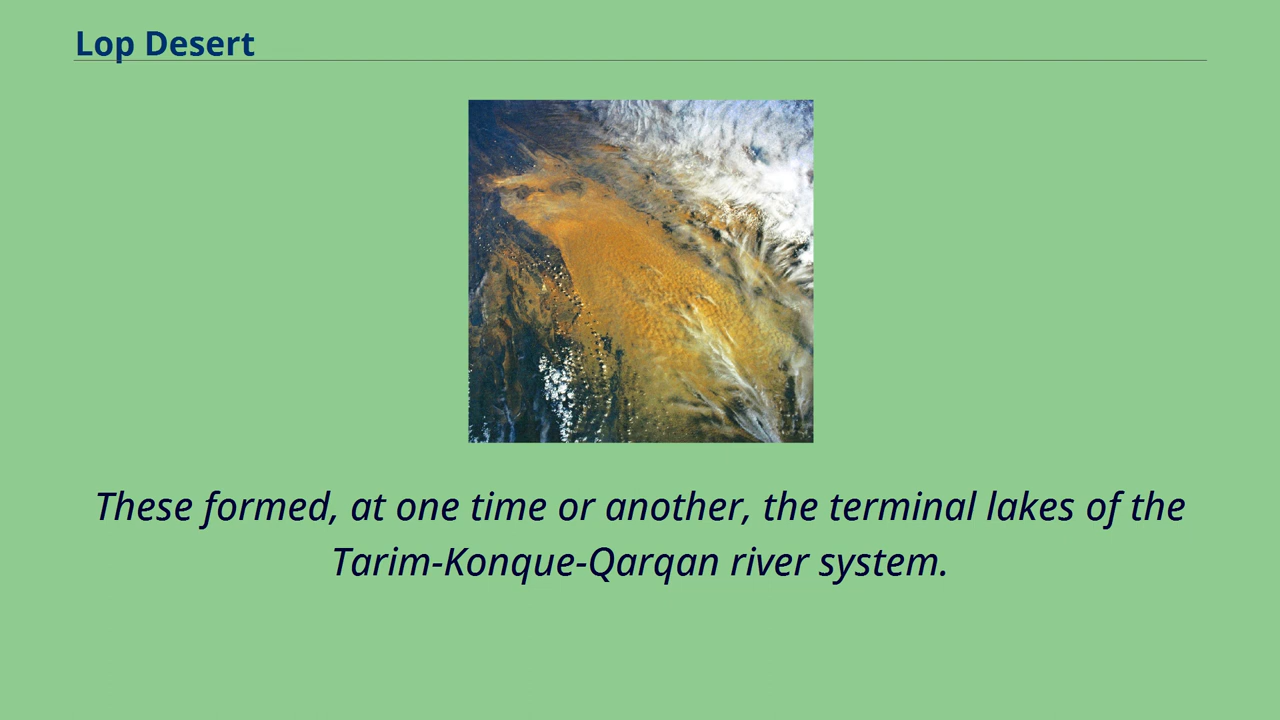 Lop Desert
These formed, at one time or another, the terminal lakes of the
Tarim-Konque-Qarqan river system.